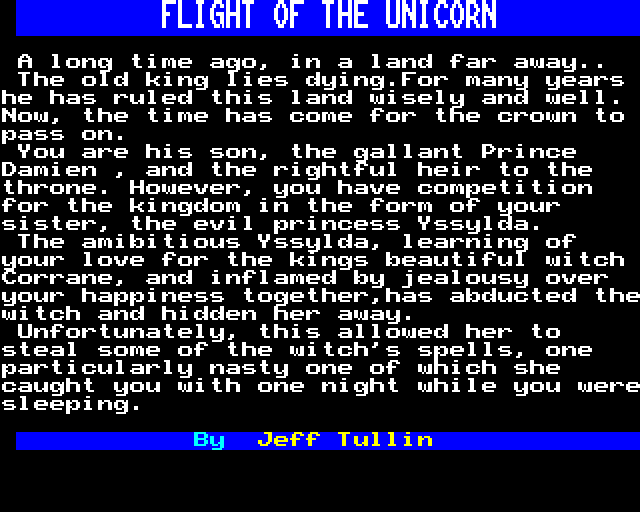 FLIGHT OF THE UNICORN
A long time ago, in a land far away..
The old king lies dying.For many years
he has ruled this land wisely and well.
Now, the time has come for the crown to
pass on.
You are his son, the gallant Prince
Damien , and the rightful heir to the
throne. However, you have competition
for the kingdom in the form of your
sister, the evil princess Yssylda.
The amibitious Yssylda, learning of
your love for the kings beautiful witch
Corrane, and inflamed by jealousy over
your happiness together,has abducted the
witch and hidden her away.
Unfortunately, this allowed her to
steal some of the witch's spells, one
particularly nasty one of which she
caught you with one night while you were
sleeping.
By Jeff Tullin